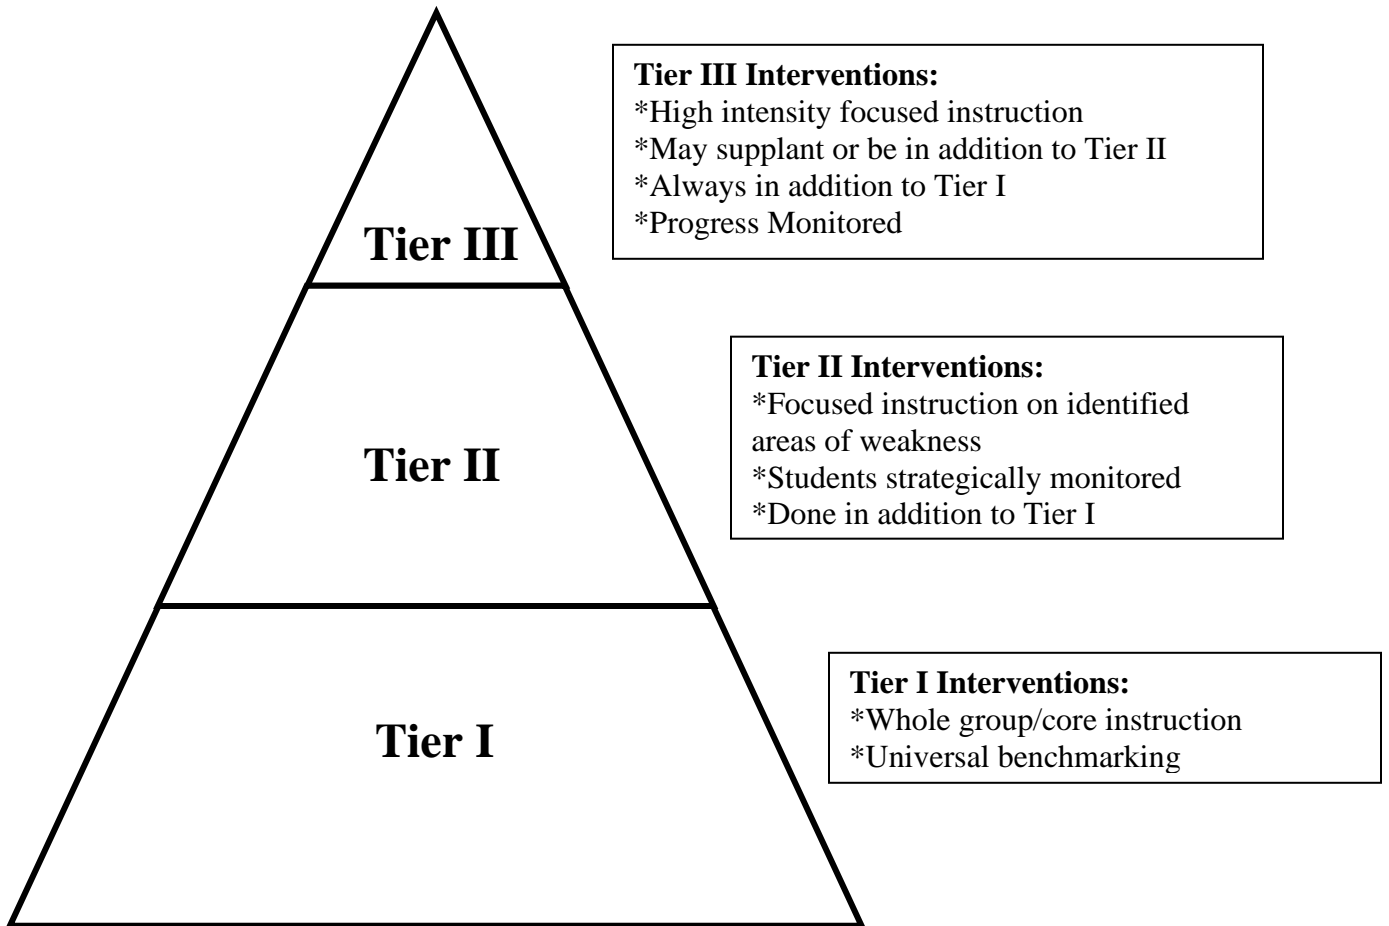 Tier III Interventions:
*High intensity focused instruction
*May supplant or be in addition to Tier II
*Always in addition to Tier I
*Progress Monitored
Tier III
Tier II Interventions:
*Focused instruction on identified
areas of weakness
*Students strategically monitored
*Done in addition to Tier I
Tier II
Tier I Interventions:
*Whole group/core instruction
*Universal benchmarking
Tier I